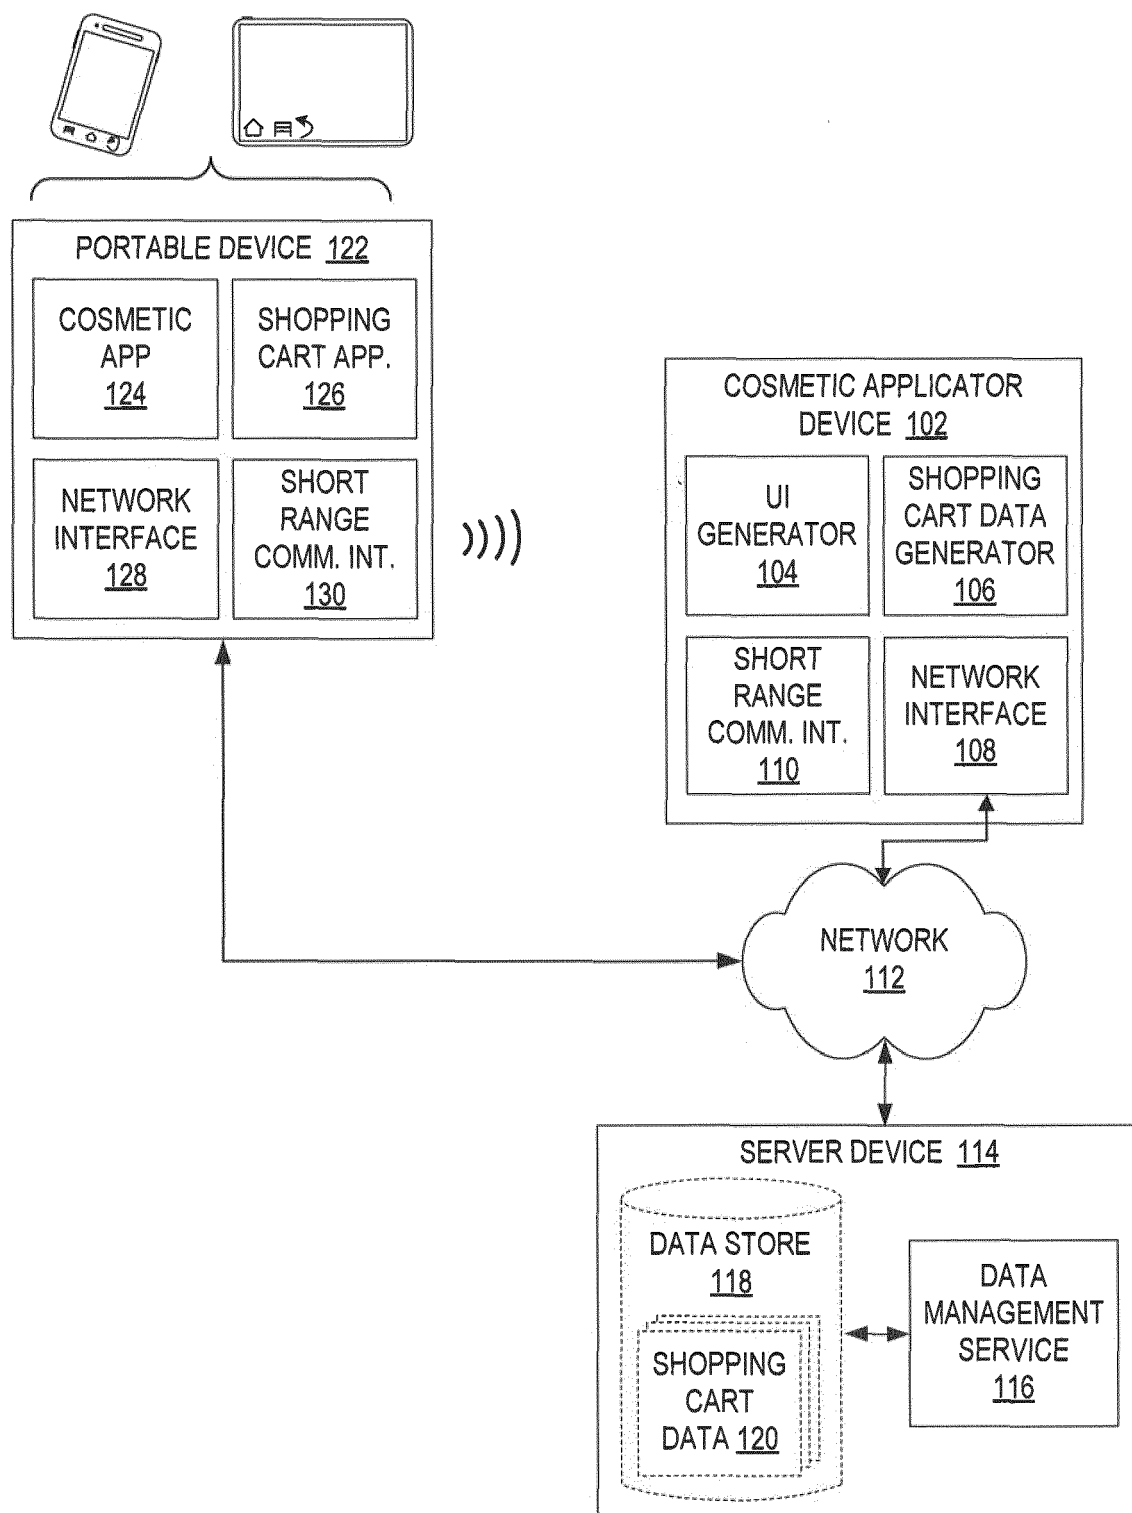 PORTABLE DEVICE 122
COSMETIC
APP
124
SHOPPING
CART APP.
126
NETWORK
INTERFACE
128
SHORT
RANGE
COMM. INT.
130
COSMETIC APPLICATOR
DEVICE 102
UI
GENERATOR
104
SHOPPING
CART DATA
GENERATOR
106
SHORT
RANGE
COMM. INT.
110
NETWORK
INTERFACE
108
NETWORK
112
SERVER DEVICE 114
DATA STORE
118
SHOPPING
CART
DATA 120
DATA
MANAGEMENT
SERVICE
116